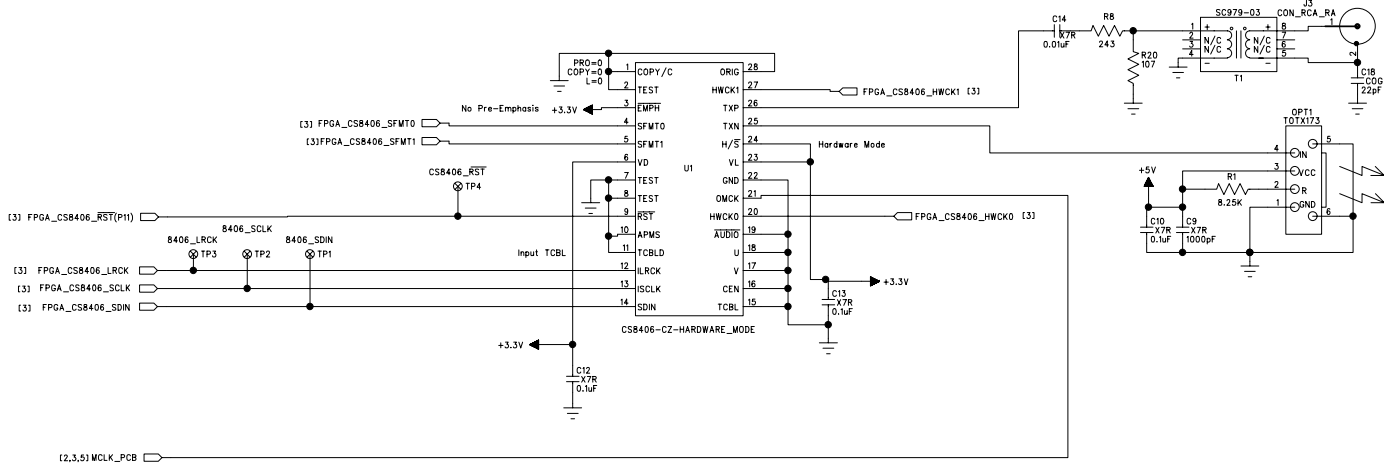 J3
SC979-03 CON_RCA_RA
C14 X7R 0.01uF
R8 243
1 + + 8
2 N/C N/C 7
3 N/C N/C 6
4 - - 5
T1
1
2
R20 107
C18 COG 22pF
PRO=0
COPY=0
L=0
1 COPY/C ORIG 28
2 TEST HWCK1 27
3 EMPH TXP 26
4 SFMT0 TXN 25
5 SFMT1 H/S 24
6 VD VL 23
7 TEST GND 22
8 TEST OMCK 21
9 RST HWCK0 20
10 APMS AUDIO 19
11 TCBLD U 18
12 ILRCK V 17
13 ISCLK CEN 16
14 SDIN TCBL 15
U1
CS8406-CZ-HARDWARE_MODE
No Pre-Emphasis +3.3V
[3] FPGA_CS8406_SFMT0
[3]FPGA_CS8406_SFMT1
FPGA_CS8406_HWCK1 [3]
Hardware Mode
OPT1
TOTX173
4 IN 5
3 VCC
2 R
1 GND 6
+5V
R1
8.25K
C10 X7R 0.1uF
C9 X7R 1000pF
CS8406_RST
TP4
[3] FPGA_CS8406_RST(P11)
FPGA_CS8406_HWCK0 [3]
8406_LRCK
TP3
8406_SCLK
TP2
8406_SDIN
TP1
Input TCBL
[3] FPGA_CS8406_LRCK
[3] FPGA_CS8406_SCLK
[3] FPGA_CS8406_SDIN
C13
X7R
0.1uF
+3.3V
+3.3V
C12
X7R
0.1uF
[2,3,5] MCLK_PCB